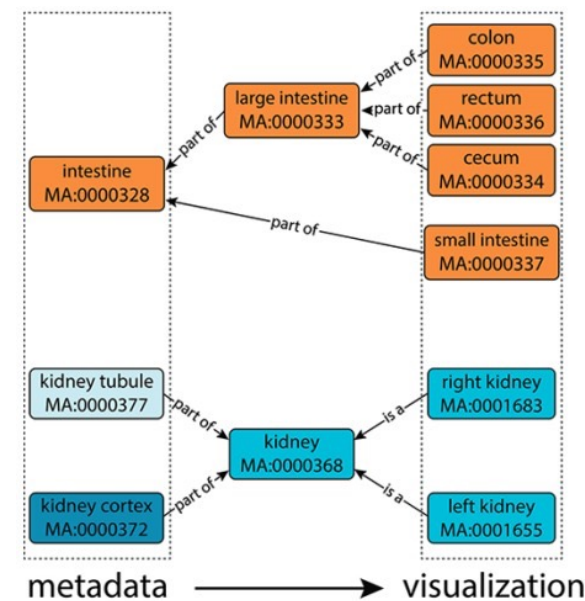 colon
MA:0000335
part of
large intestine
MA:0000333
part of
rectum
MA:0000336
part of
part of
cecum
MA:0000334
intestine
MA:0000328
part of
small intestine
MA:0000337
kidney tubule
MA:0000377
part of
right kidney
MA:0001683
is a
kidney
MA:0000368
kidney cortex
MA:0000372
part of
is a
left kidney
MA:0001655
metadata
visualization